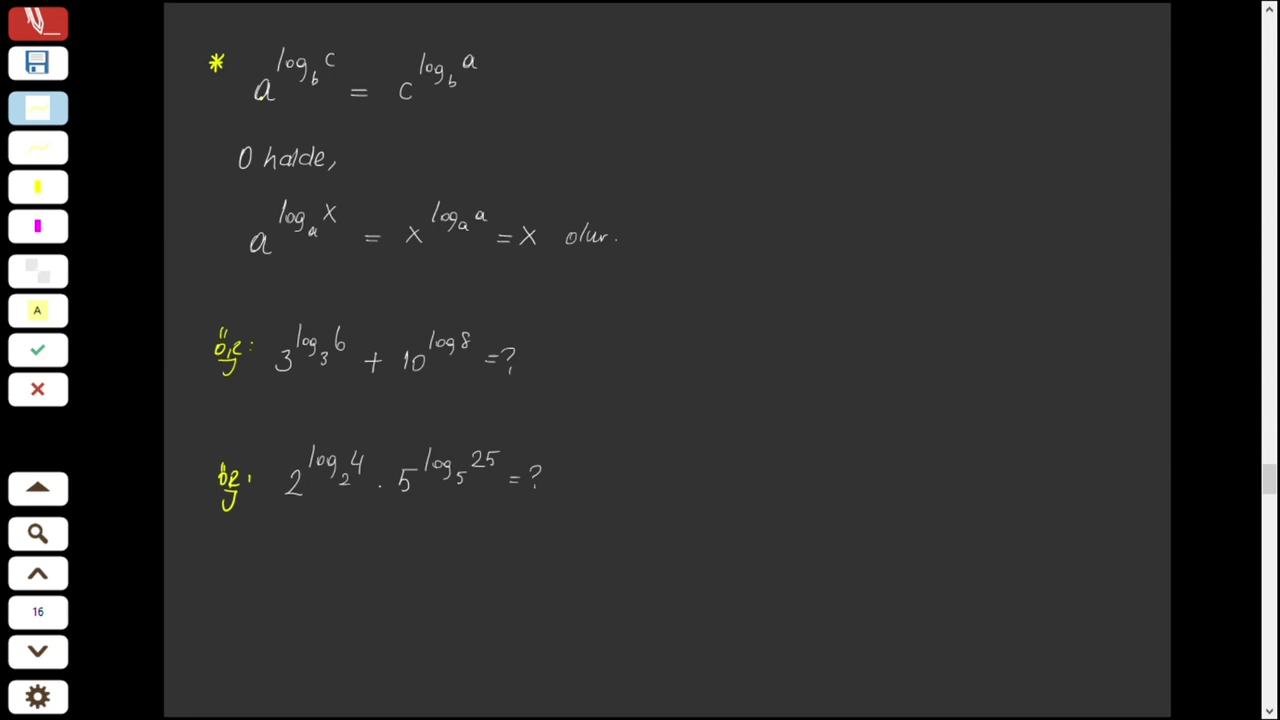 * a^{log_b c} = c^{log_b a}
O halde,
a^{log_a x} = x^{log_a a} = x olur.
ör: 3^{log_3 6} + 10^{log 8} = ?
ör: 2^{log_2 4} . 5^{log_5 25} = ?
A
16